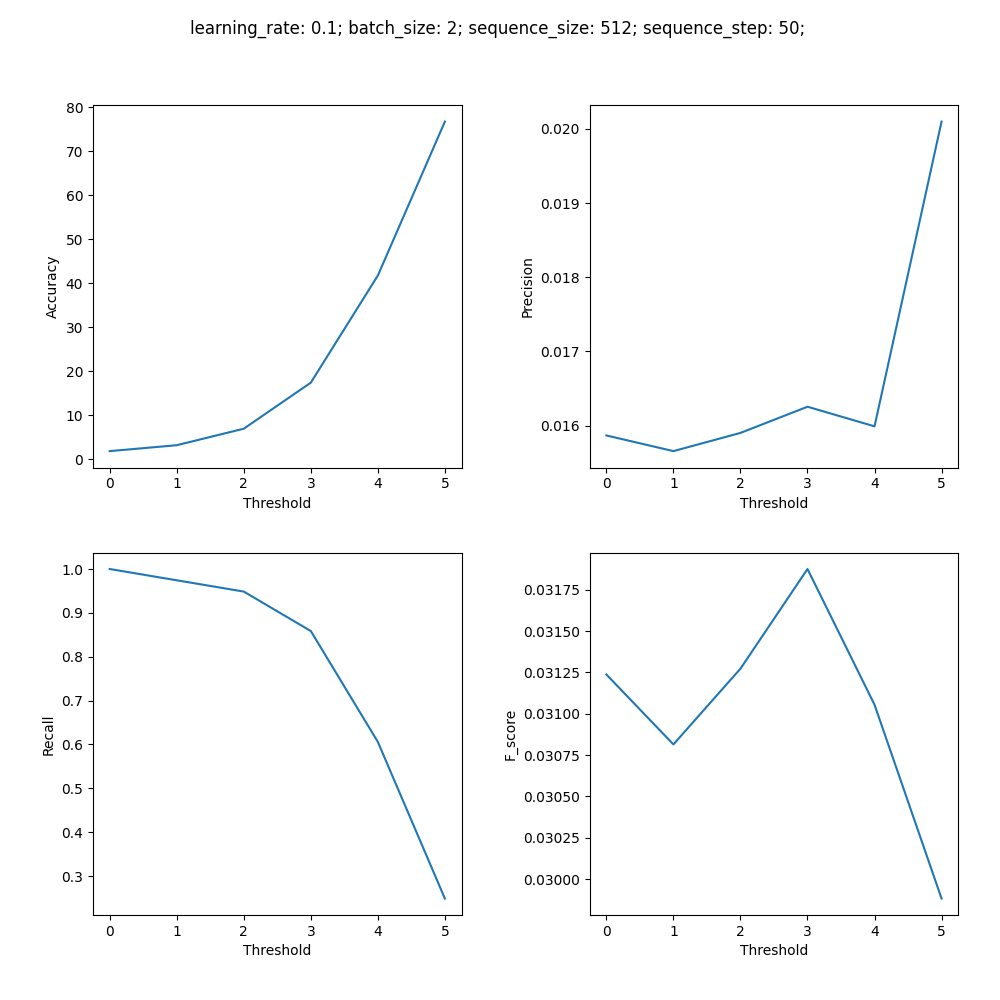 learning_rate: 0.1; batch_size: 2; sequence_size: 512; sequence_step: 50;
80
70
60
50
40
30
20
10
0
Accuracy
0 1 2 3 4 5
Threshold
0.020
0.019
0.018
0.017
0.016
Precision
0 1 2 3 4 5
Threshold
1.0
0.9
0.8
0.7
0.6
0.5
0.4
0.3
Recall
0 1 2 3 4 5
Threshold
0.03175
0.03150
0.03125
0.03100
0.03075
0.03050
0.03025
0.03000
F_score
0 1 2 3 4 5
Threshold